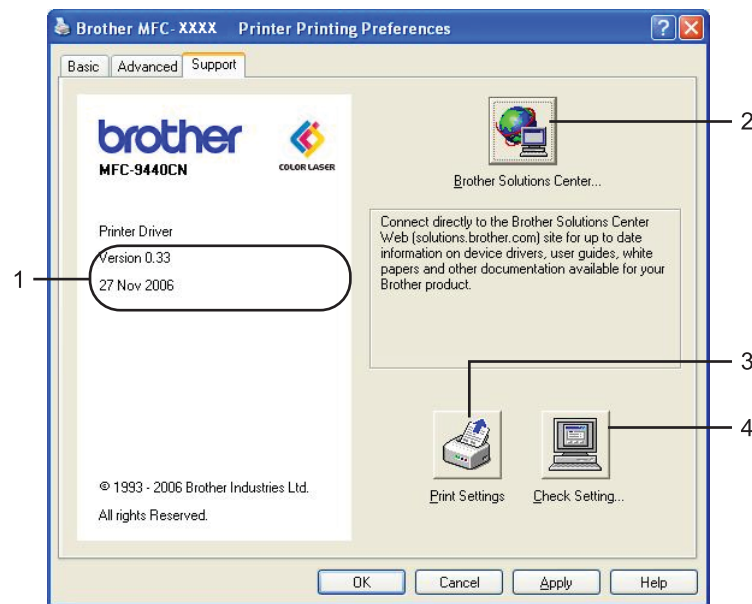 Brother MFC-XXXX Printer Printing Preferences
Basic
Advanced
Support
brother
MFC-9440CN
COLOR LASER
Printer Driver
Version 0.33
27 Nov 2006
© 1993 - 2006 Brother Industries Ltd.
All rights Reserved.
Brother Solutions Center...
Connect directly to the Brother Solutions Center
Web (solutions.brother.com) site for up to date
information on device drivers, user guides, white
papers and other documentation available for your
Brother product.
Print Settings
Check Setting...
OK
Cancel
Apply
Help
1
2
3
4